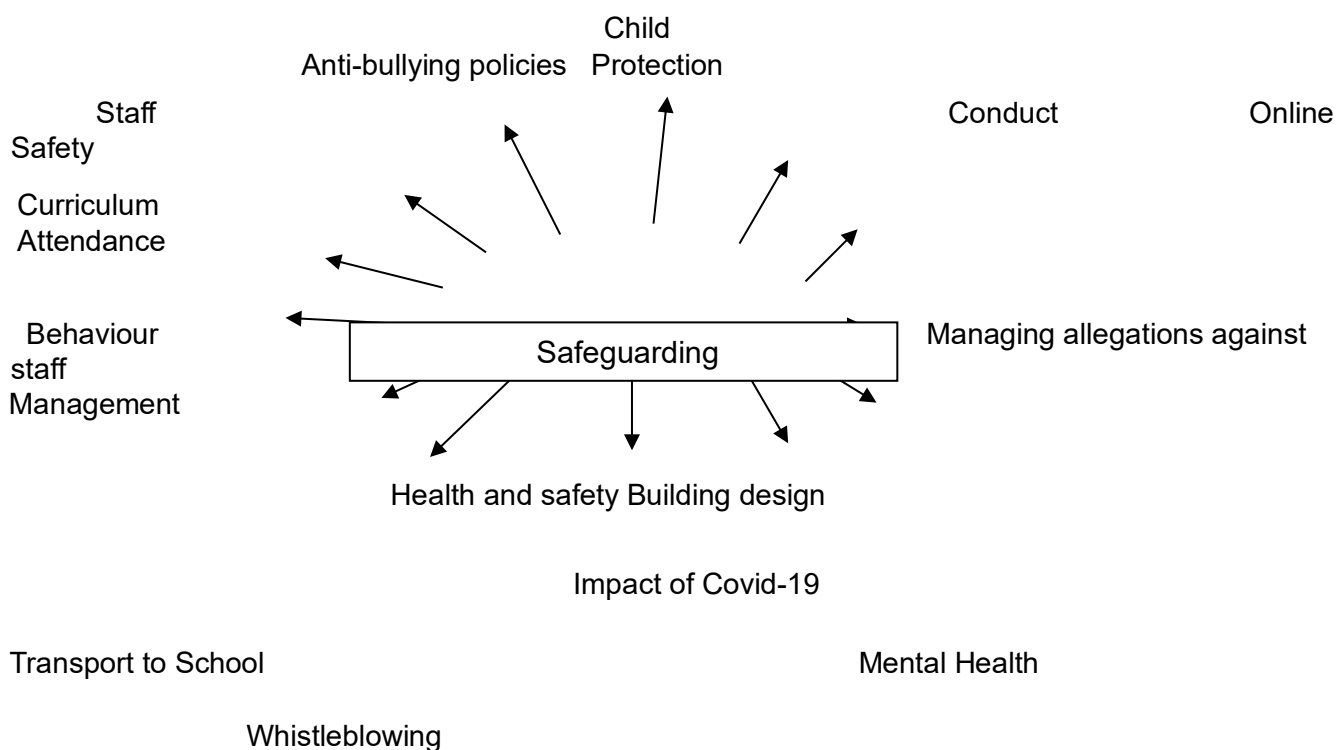 Child
Anti-bullying policies Protection
Staff Conduct Online
Safety
Curriculum
Attendance
Behaviour Managing allegations against
staff
Safeguarding
Management
Health and safety Building design
Impact of Covid-19
Transport to School Mental Health
Whistleblowing